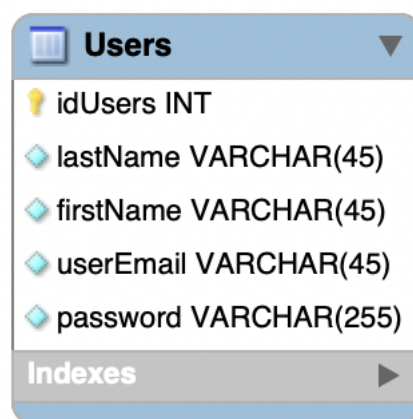 Users
idUsers INT
lastName VARCHAR(45)
firstName VARCHAR(45)
userEmail VARCHAR(45)
password VARCHAR(255)
Indexes